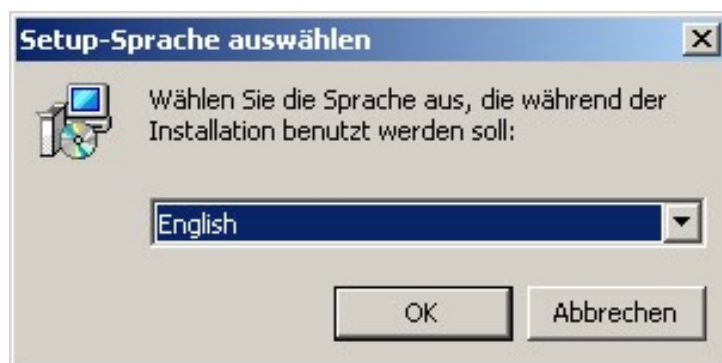 Setup-Sprache auswählen
Wählen Sie die Sprache aus, die während der
Installation benutzt werden soll:
English
OK Abbrechen